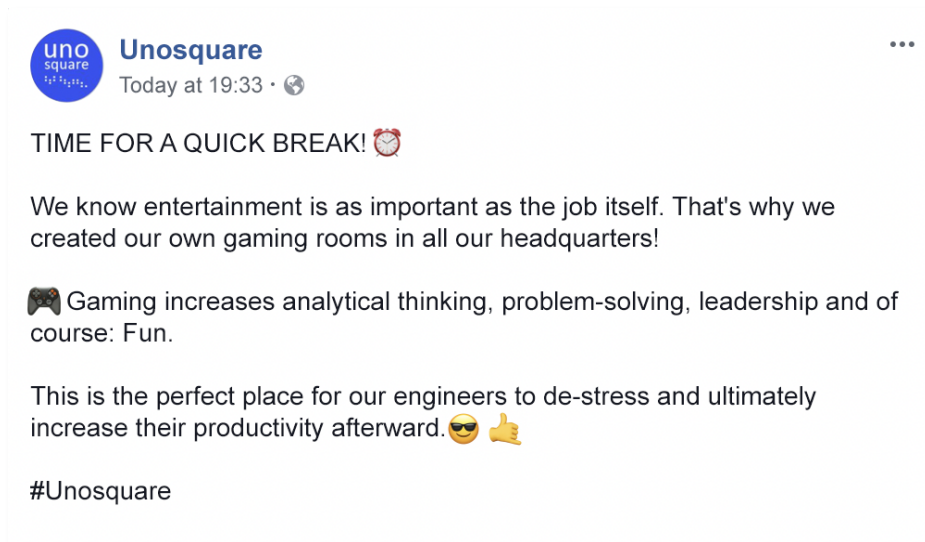 uno
square
Unosquare
Today at 19:33 ·
TIME FOR A QUICK BREAK!⏰
We know entertainment is as important as the job itself. That's why we
created our own gaming rooms in all our headquarters!
🎮Gaming increases analytical thinking, problem-solving, leadership and of
course: Fun.
This is the perfect place for our engineers to de-stress and ultimately
increase their productivity afterward.😎 🤙
#Unosquare